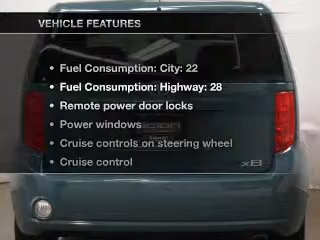 VEHICLE FEATURES
Fuel Consumption: City: 22
Fuel Consumption: Highway: 28
Remote power door locks
Power windows
Cruise controls on steering wheel
Cruise control
xB